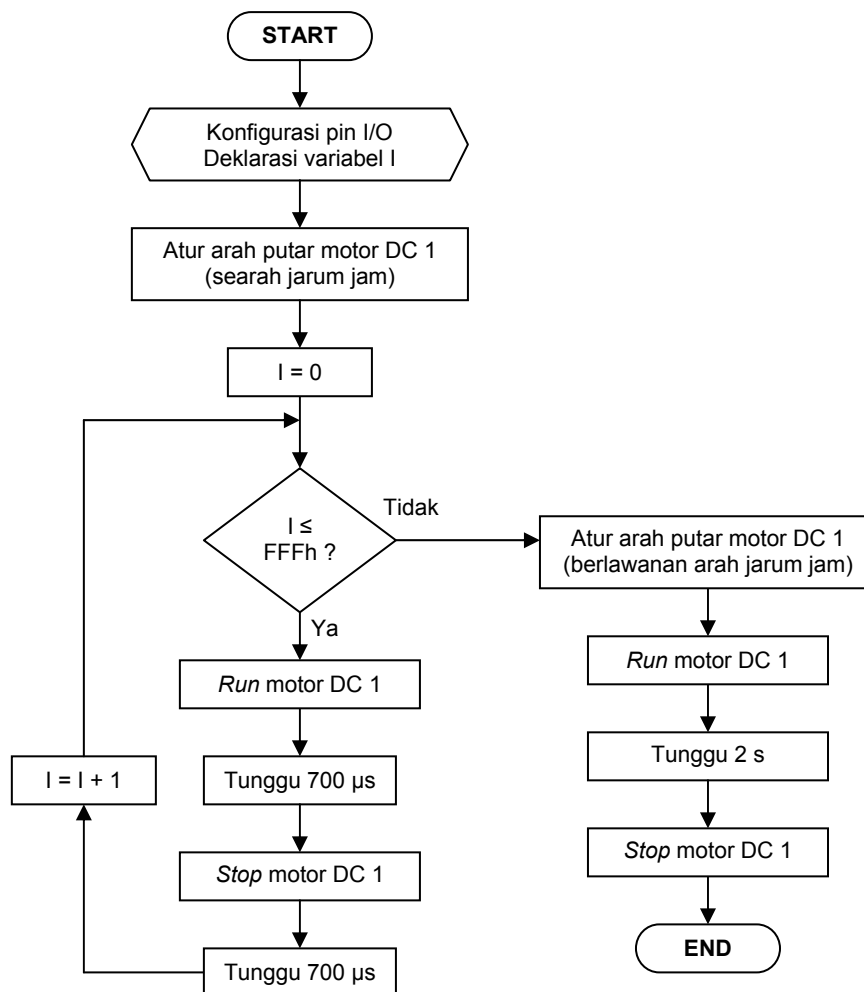 START
Konfigurasi pin I/O
Deklarasi variabel I
Atur arah putar motor DC 1
(searah jarum jam)
I = 0
I ≤
FFFh ?
Tidak
Ya
Run motor DC 1
Tunggu 700 µs
Stop motor DC 1
Tunggu 700 µs
I = I + 1
Atur arah putar motor DC 1
(berlawanan arah jarum jam)
Run motor DC 1
Tunggu 2 s
Stop motor DC 1
END